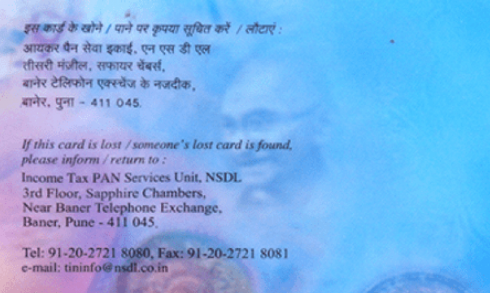 इस कार्ड के खोने / पाने पर कृपया सूचित करें / लौटाएं :
आयकर पैन सेवा इकाई, एन एस डी एल
तीसरी मंज़ील, सफायर चेंबर्स,
बानेर टेलिफोन एक्स्चेंज के नजदीक,
बानेर, पुना - 411 045.
If this card is lost / someone's lost card is found,
please inform / return to :
Income Tax PAN Services Unit, NSDL
3rd Floor, Sapphire Chambers,
Near Baner Telephone Exchange,
Baner, Pune - 411 045.
Tel: 91-20-2721 8080, Fax: 91-20-2721 8081
e-mail: tininfo@nsdl.co.in